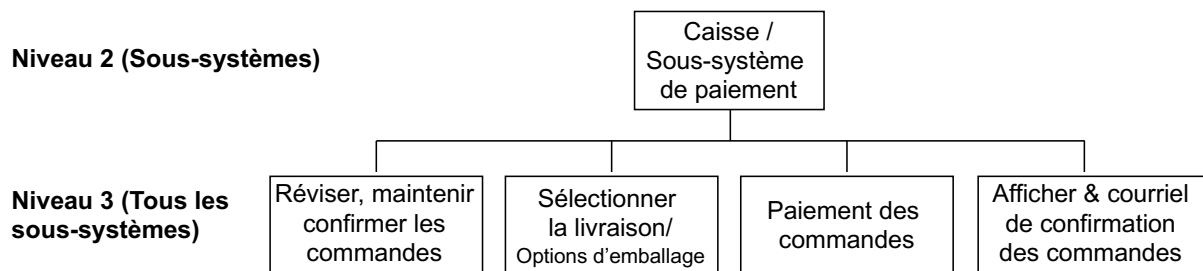 Niveau 2 (Sous-systèmes)
Caisse /
Sous-système
de paiement
Niveau 3 (Tous les
sous-systèmes)
Réviser, maintenir
confirmer les
commandes
Sélectionner
la livraison/
Options d’emballage
Paiement des
commandes
Afficher & courriel
de confirmation
des commandes